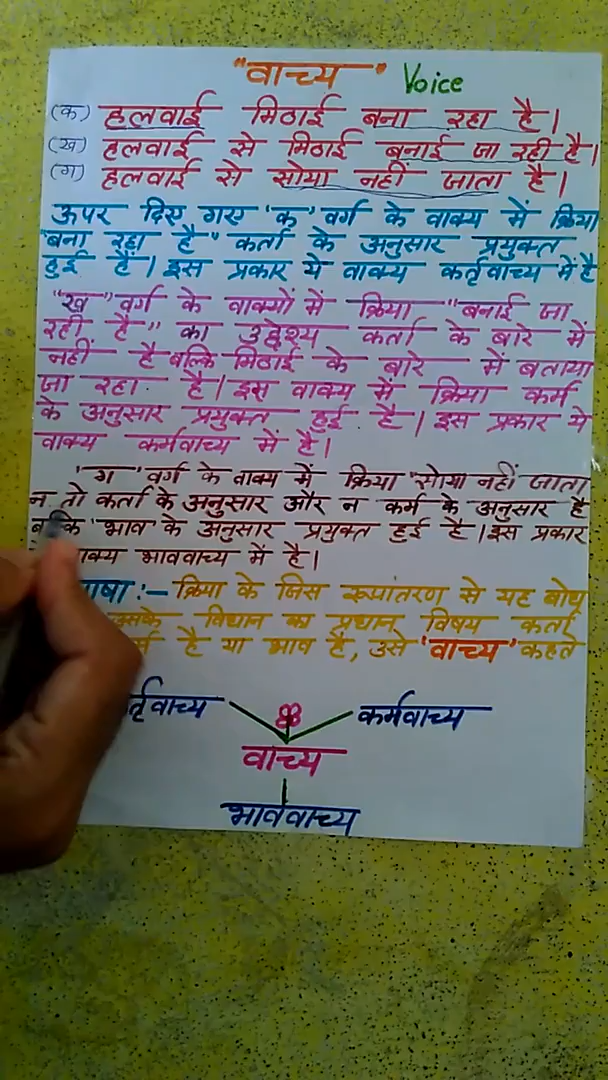 "वाच्य" Voice
(क) हलवाई मिठाई बना रहा है।
(ख) हलवाई से मिठाई बनाई जा रही है।
(ग) हलवाई से सोया नहीं जाता है।
ऊपर दिए गए 'क' वर्ग के वाक्य में क्रिया
"बना रहा है" कर्ता के अनुसार प्रयुक्त
हुई है। इस प्रकार ये वाक्य कर्तृवाच्य में है
"ख" वर्ग के वाक्यों में क्रिया "बनाई जा
रही है" का उद्देश्य कर्ता के बारे में
नहीं है बल्कि मिठाई के बारे में बताया
जा रहा है। इस वाक्य में क्रिया कर्म
के अनुसार प्रयुक्त हुई है। इस प्रकार ये
वाक्य कर्मवाच्य में है।
'ग' वर्ग के वाक्य में क्रिया "सोया नहीं जाता
न तो कर्ता के अनुसार और न कर्म के अनुसार है
'भाव' के अनुसार प्रयुक्त हुई है। इस प्रकार
भाववाच्य में है।
:- क्रिया के जिस रूपातरण से यह बोध
विधान का प्रधान विषय कर्ता
है या भाव है, उसे "वाच्य" कहते
कर्मवाच्य
वाच्य
भाववाच्य